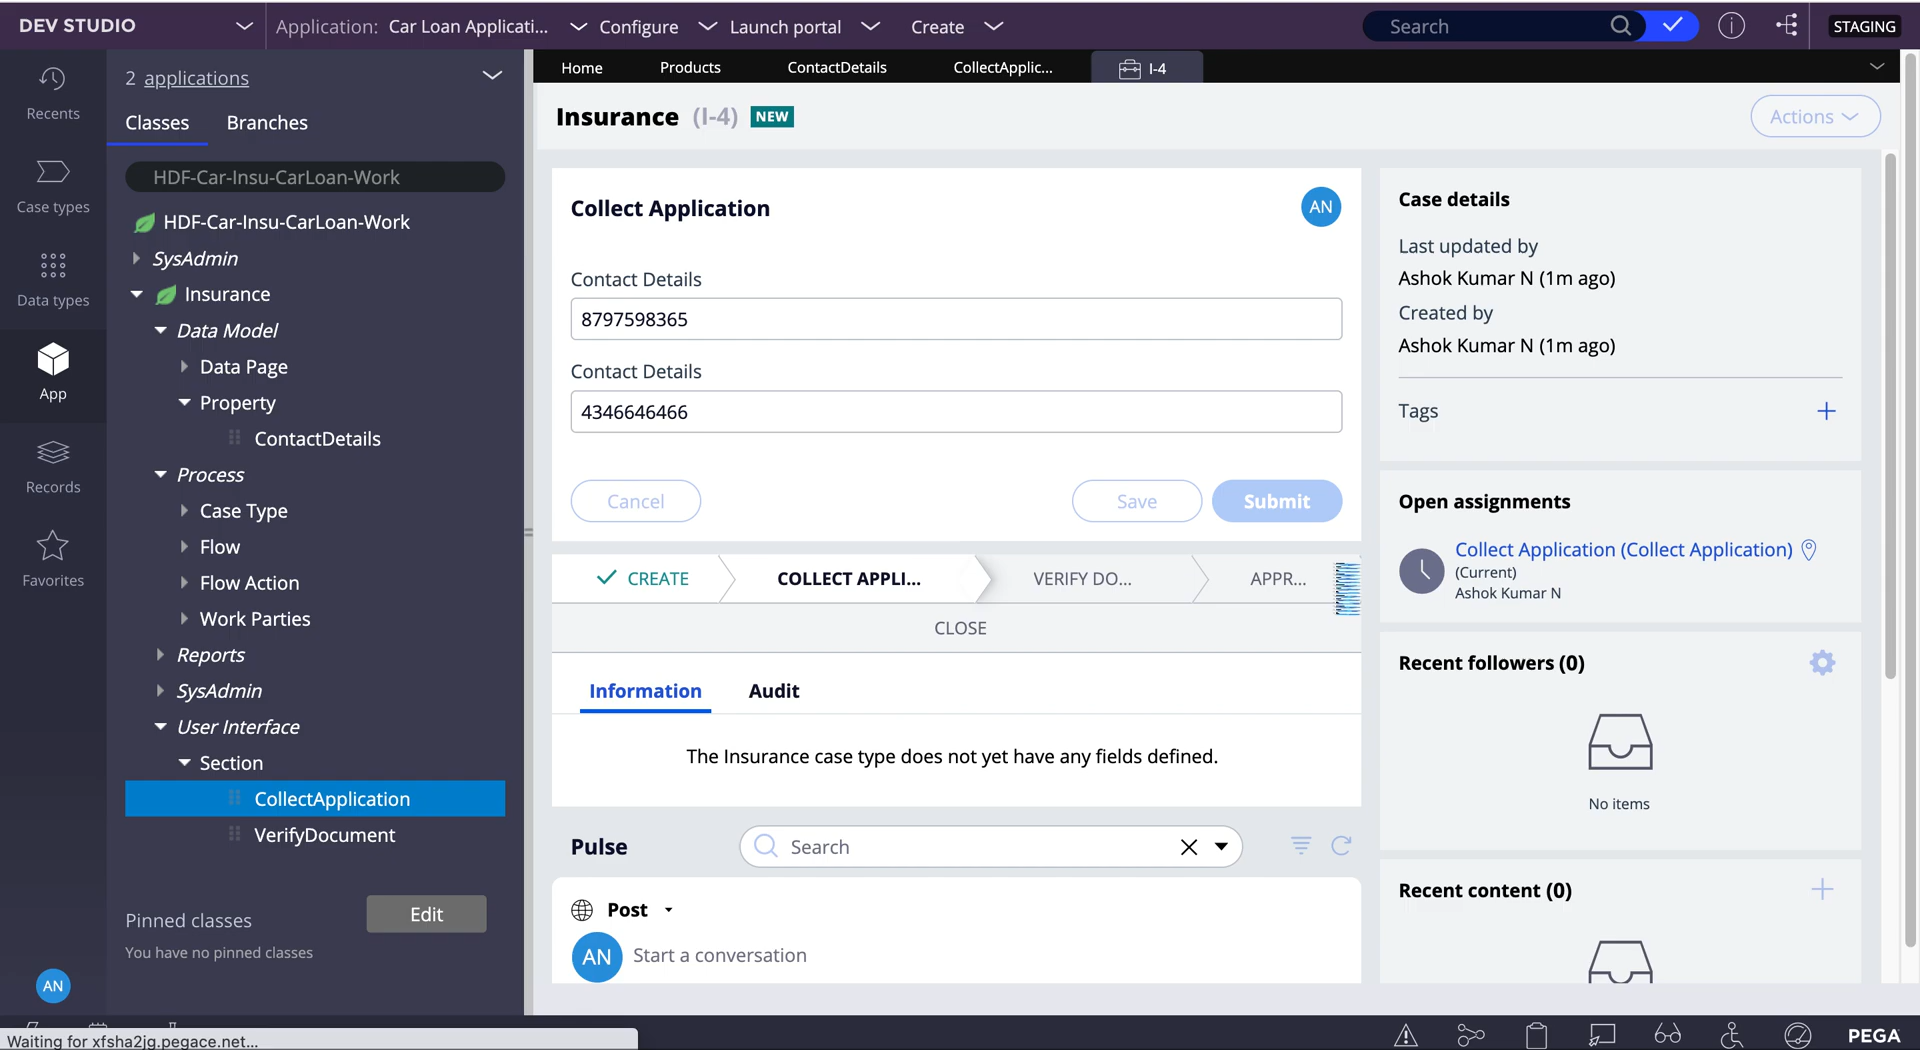 DEV STUDIO
Application: Car Loan Applicati...
Configure
Launch portal
Create
Search
STAGING
Recents
Case types
Data types
App
Records
Favorites
AN
2 applications
Classes
Branches
HDF-Car-Insu-CarLoan-Work
HDF-Car-Insu-CarLoan-Work
SysAdmin
Insurance
Data Model
Data Page
Property
ContactDetails
Process
Case Type
Flow
Flow Action
Work Parties
Reports
SysAdmin
User Interface
Section
CollectApplication
VerifyDocument
Pinned classes
Edit
You have no pinned classes
Home
Products
ContactDetails
CollectApplic...
I-4
Insurance (I-4) NEW
Actions
Collect Application
AN
Contact Details
8797598365
Contact Details
4346646466
Cancel
Save
Submit
CREATE
COLLECT APPLI...
VERIFY DO...
APPR...
CLOSE
Information
Audit
The Insurance case type does not yet have any fields defined.
Pulse
Search
Post
AN
Start a conversation
Case details
Last updated by
Ashok Kumar N (1m ago)
Created by
Ashok Kumar N (1m ago)
Tags
Open assignments
Collect Application (Collect Application)
(Current)
Ashok Kumar N
Recent followers (0)
No items
Recent content (0)
Waiting for xfsha2jg.pegace.net...
PEGA